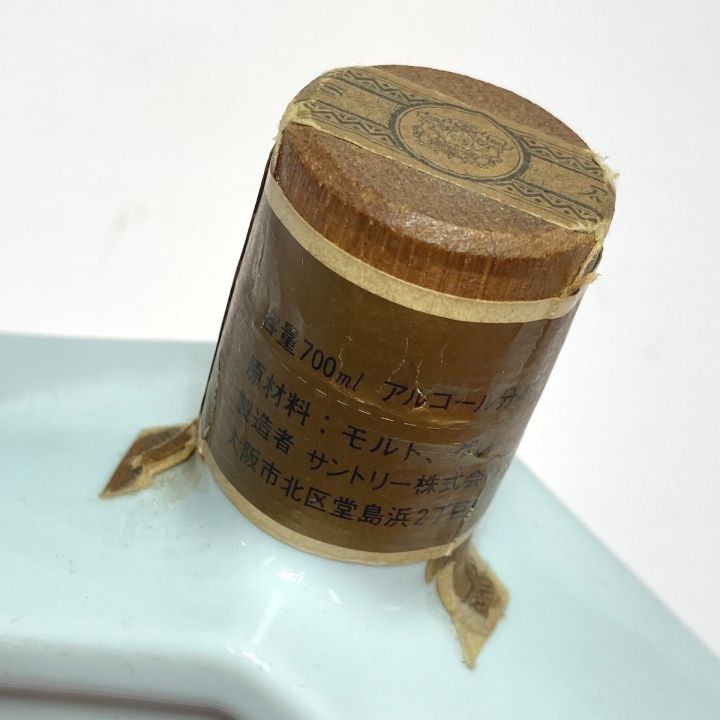 容量700ml アルコール分
原材料：モルト、グレ
製造者 サントリー株式会
大阪市北区堂島浜2丁目